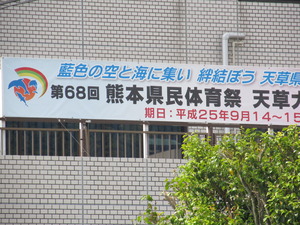 藍色の空と海に集い 絆結ぼう 天草県
第68回 熊本県民体育祭 天草
期日：平成25年9月14～15